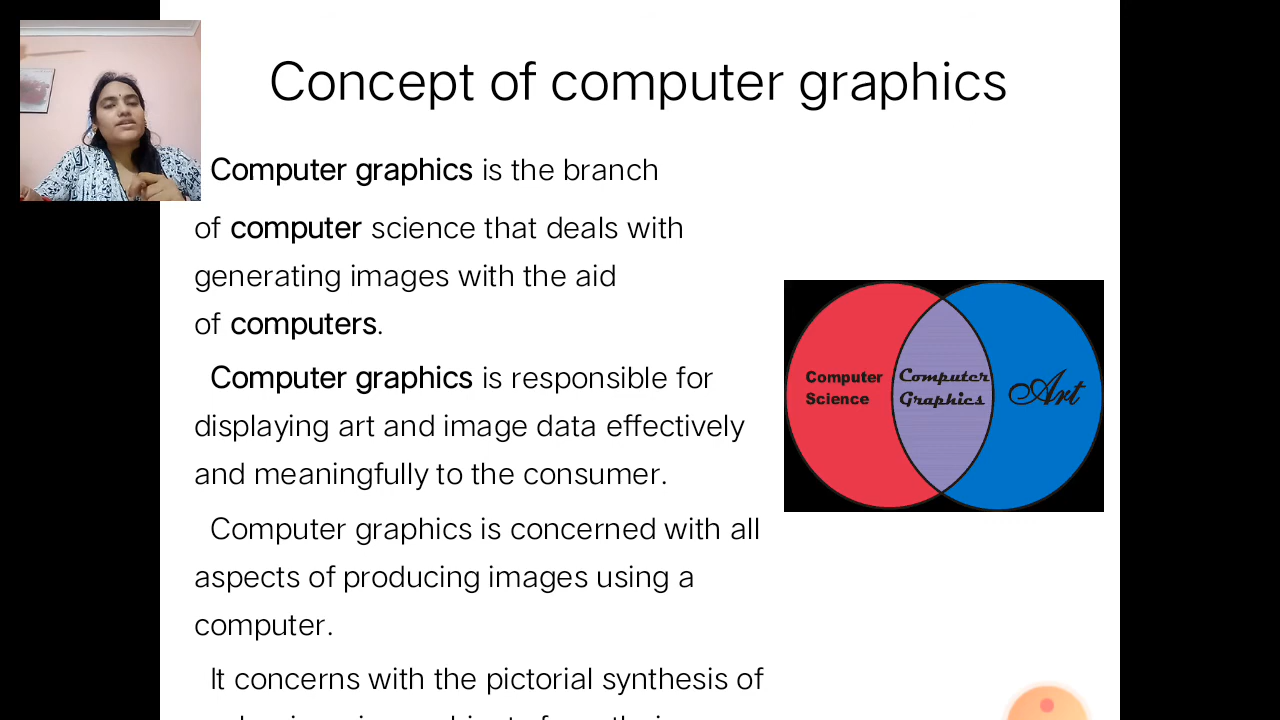 Concept of computer graphics
Computer graphics is the branch
of computer science that deals with
generating images with the aid
of computers.
Computer graphics is responsible for
displaying art and image data effectively
and meaningfully to the consumer.
Computer graphics is concerned with all
aspects of producing images using a
computer.
It concerns with the pictorial synthesis of
Computer
Science
Computer
Graphics
Art